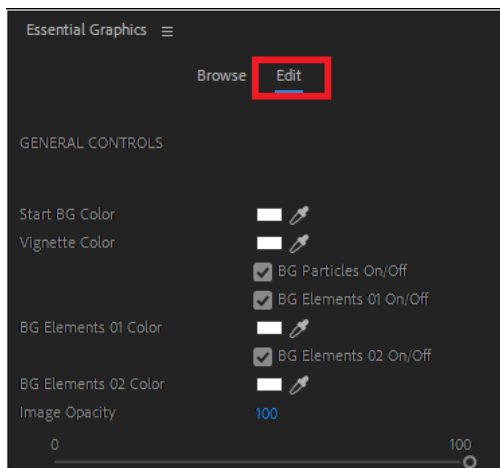 Essential Graphics
Browse Edit
GENERAL CONTROLS
Start BG Color
Vignette Color
BG Particles On/Off
BG Elements 01 On/Off
BG Elements 01 Color
BG Elements 02 On/Off
BG Elements 02 Color
Image Opacity 100
0 100